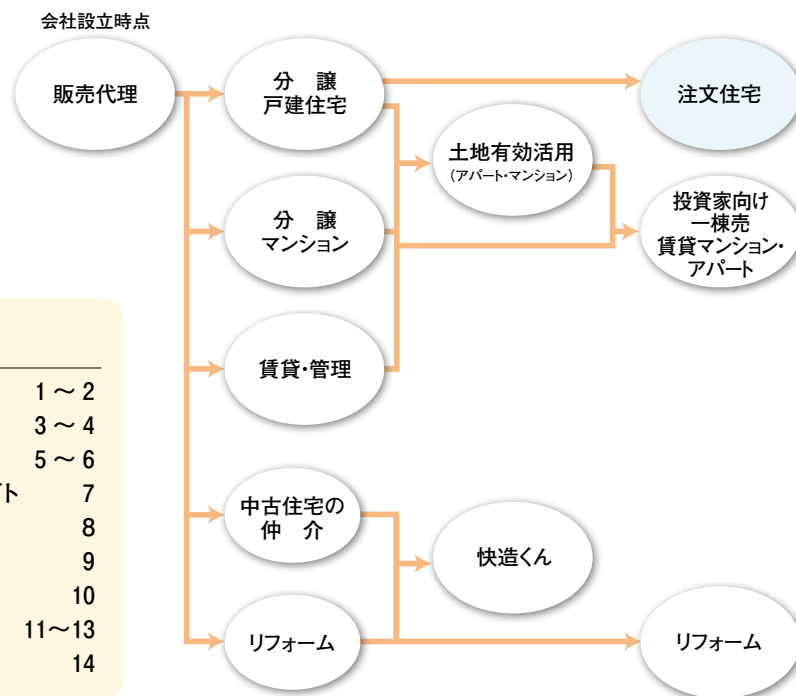 会社設立時点
販売代理
分 譲
戸建住宅
注文住宅
土地有効活用
(アパート・マンション)
分 譲
マンション
投資家向け
一棟売
賃貸マンション・
アパート
賃貸・管理
中古住宅の
仲 介
快造くん
リフォーム
リフォーム
1 ～ 2
3 ～ 4
5 ～ 6
ト 7
8
9
10
11～13
14